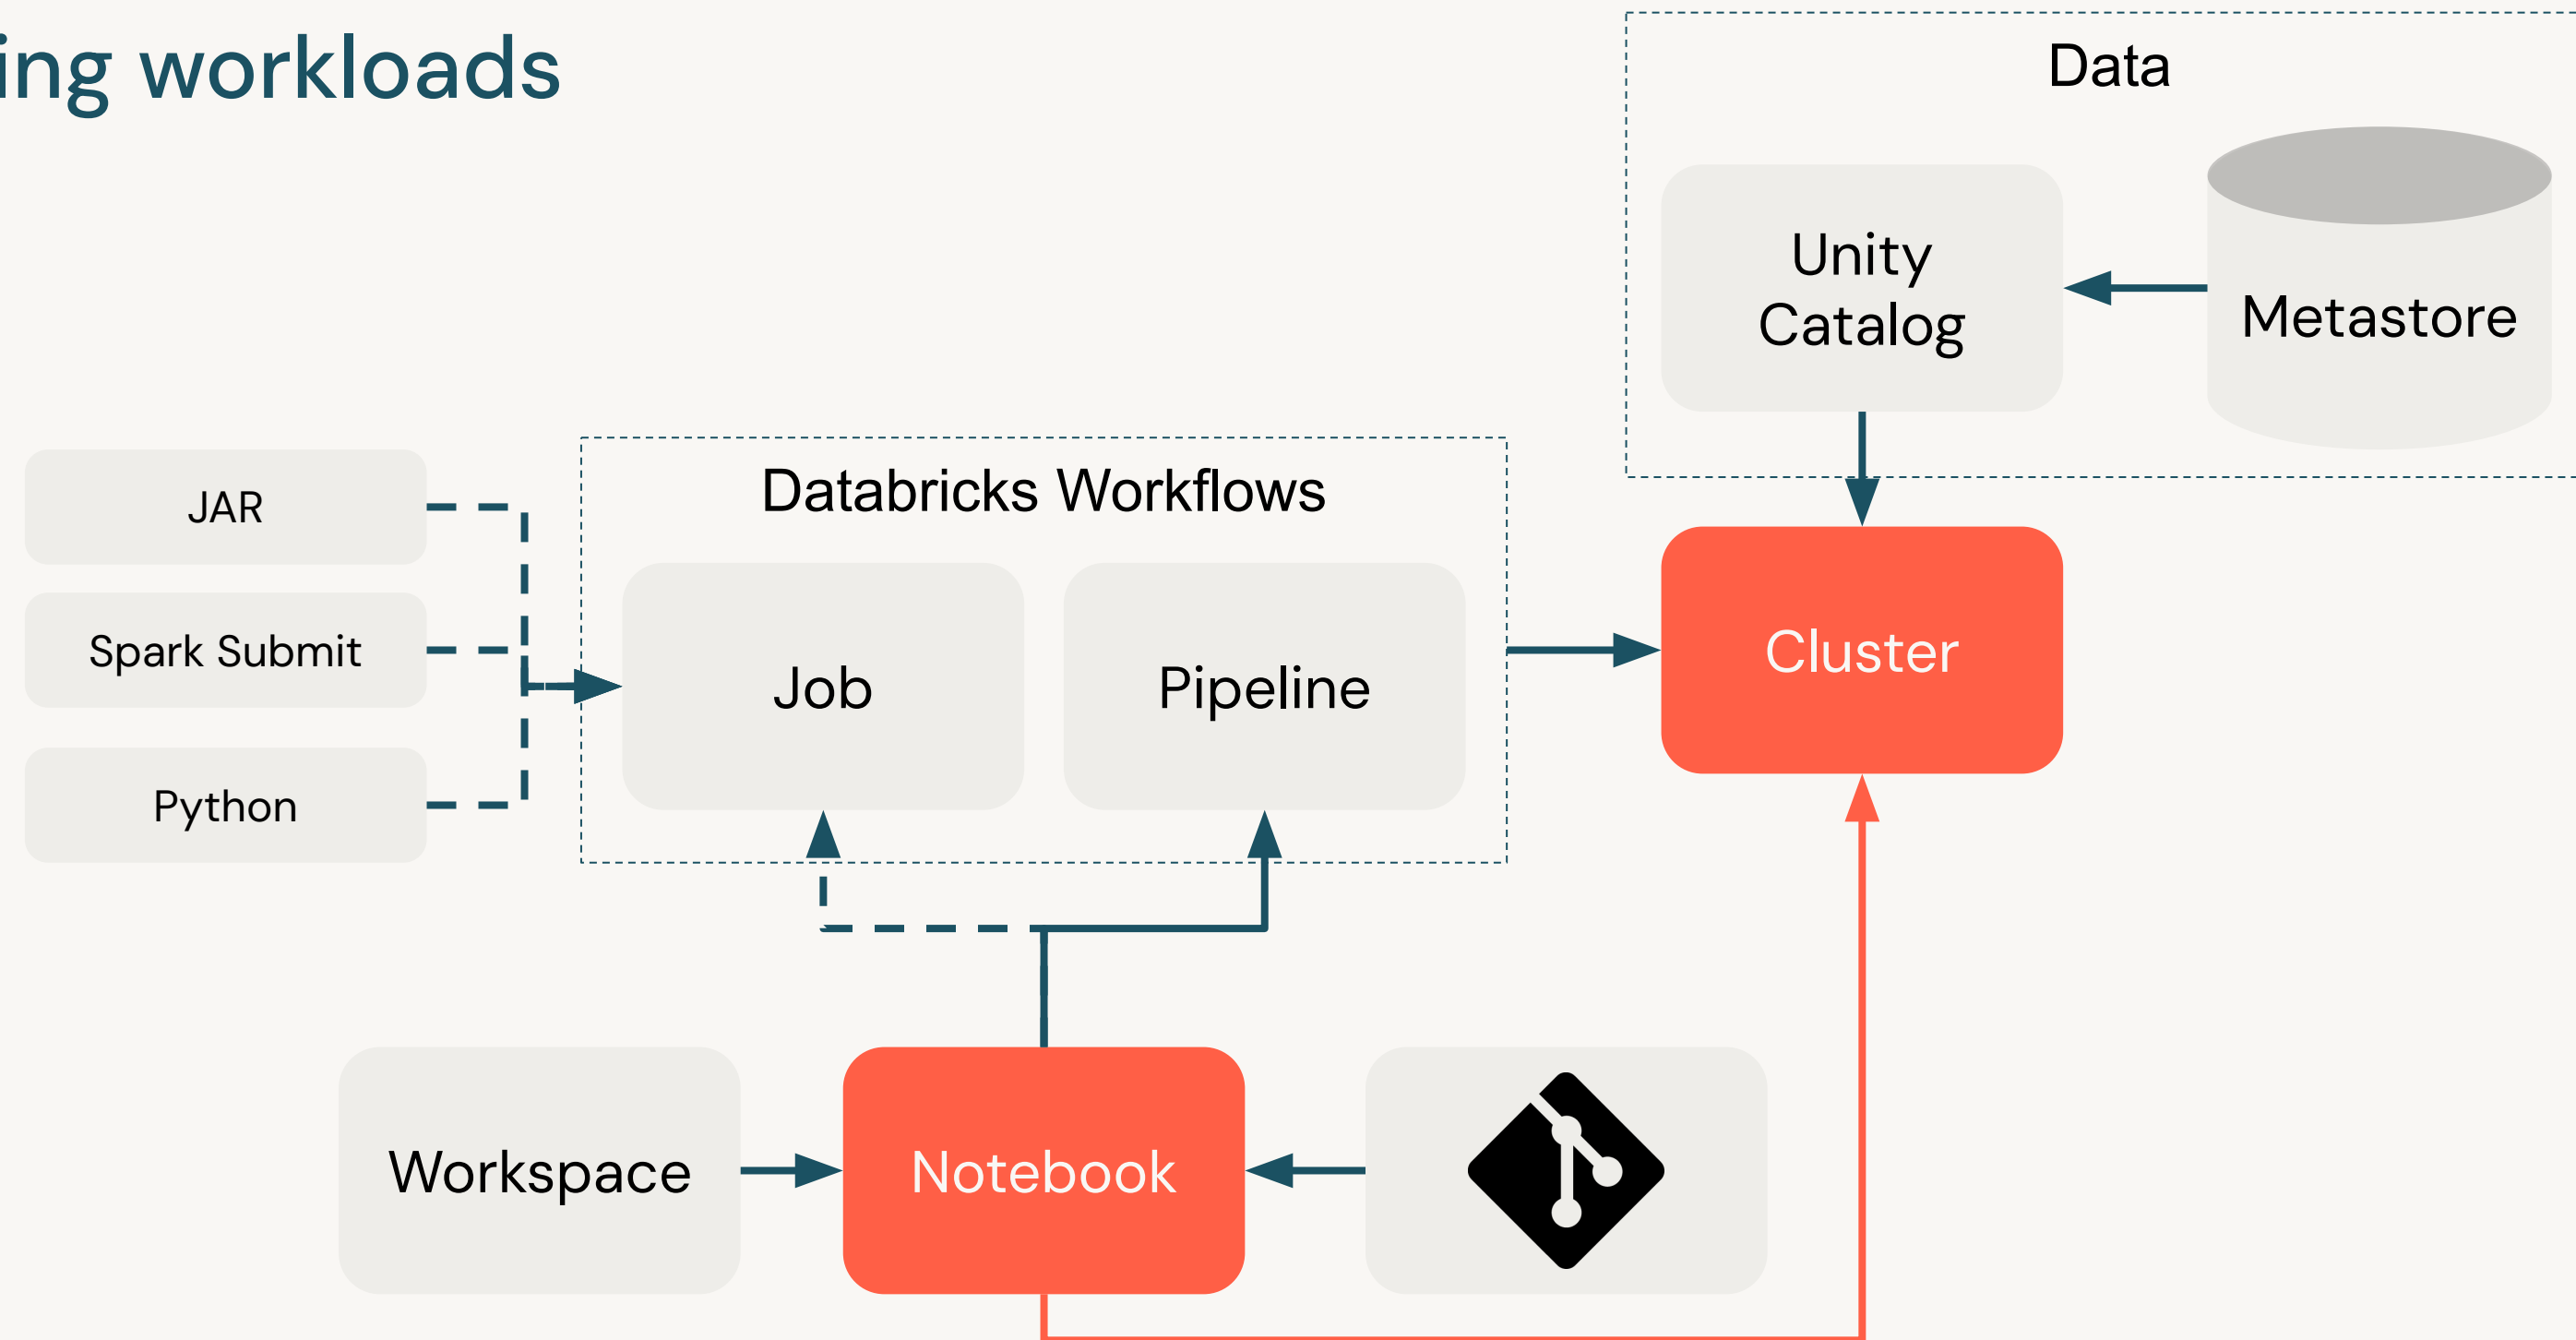 ing workloads
Data
Unity
Catalog
Metastore
Databricks Workflows
JAR
Spark Submit
Python
Job
Pipeline
Cluster
Workspace
Notebook